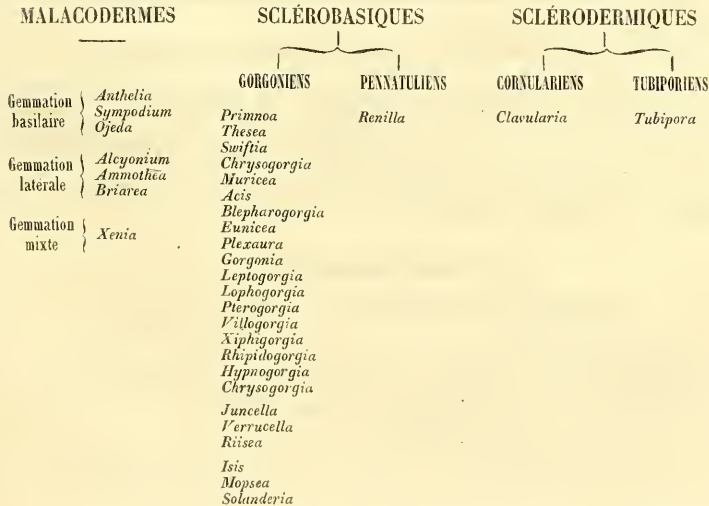 MALACODERMES
Gemmation basilaire
Anthelia
Sympodium
Ojeda
Gemmation latérale
Alcyonium
Ammothea
Briarea
Gemmation mixte
Xenia
SCLÉROBASIQUES
GORGONIENS
Primnoa
Thesea
Swiftia
Chrysogorgia
Muricea
Acis
Blepharogorgia
Eunicea
Plexaura
Gorgonia
Leptogorgia
Lophogorgia
Pterogorgia
Villogorgia
Xiphigorgia
Rhipidogorgia
Hypnogorgia
Chrysogorgia
Juncella
Verrucella
Riisea
Isis
Mopsea
Solanderia
PENNATULIENS
Renilla
SCLÉRODERMIQUES
CORNULARIENS
Clavularia
TUBIPORIENS
Tubipora